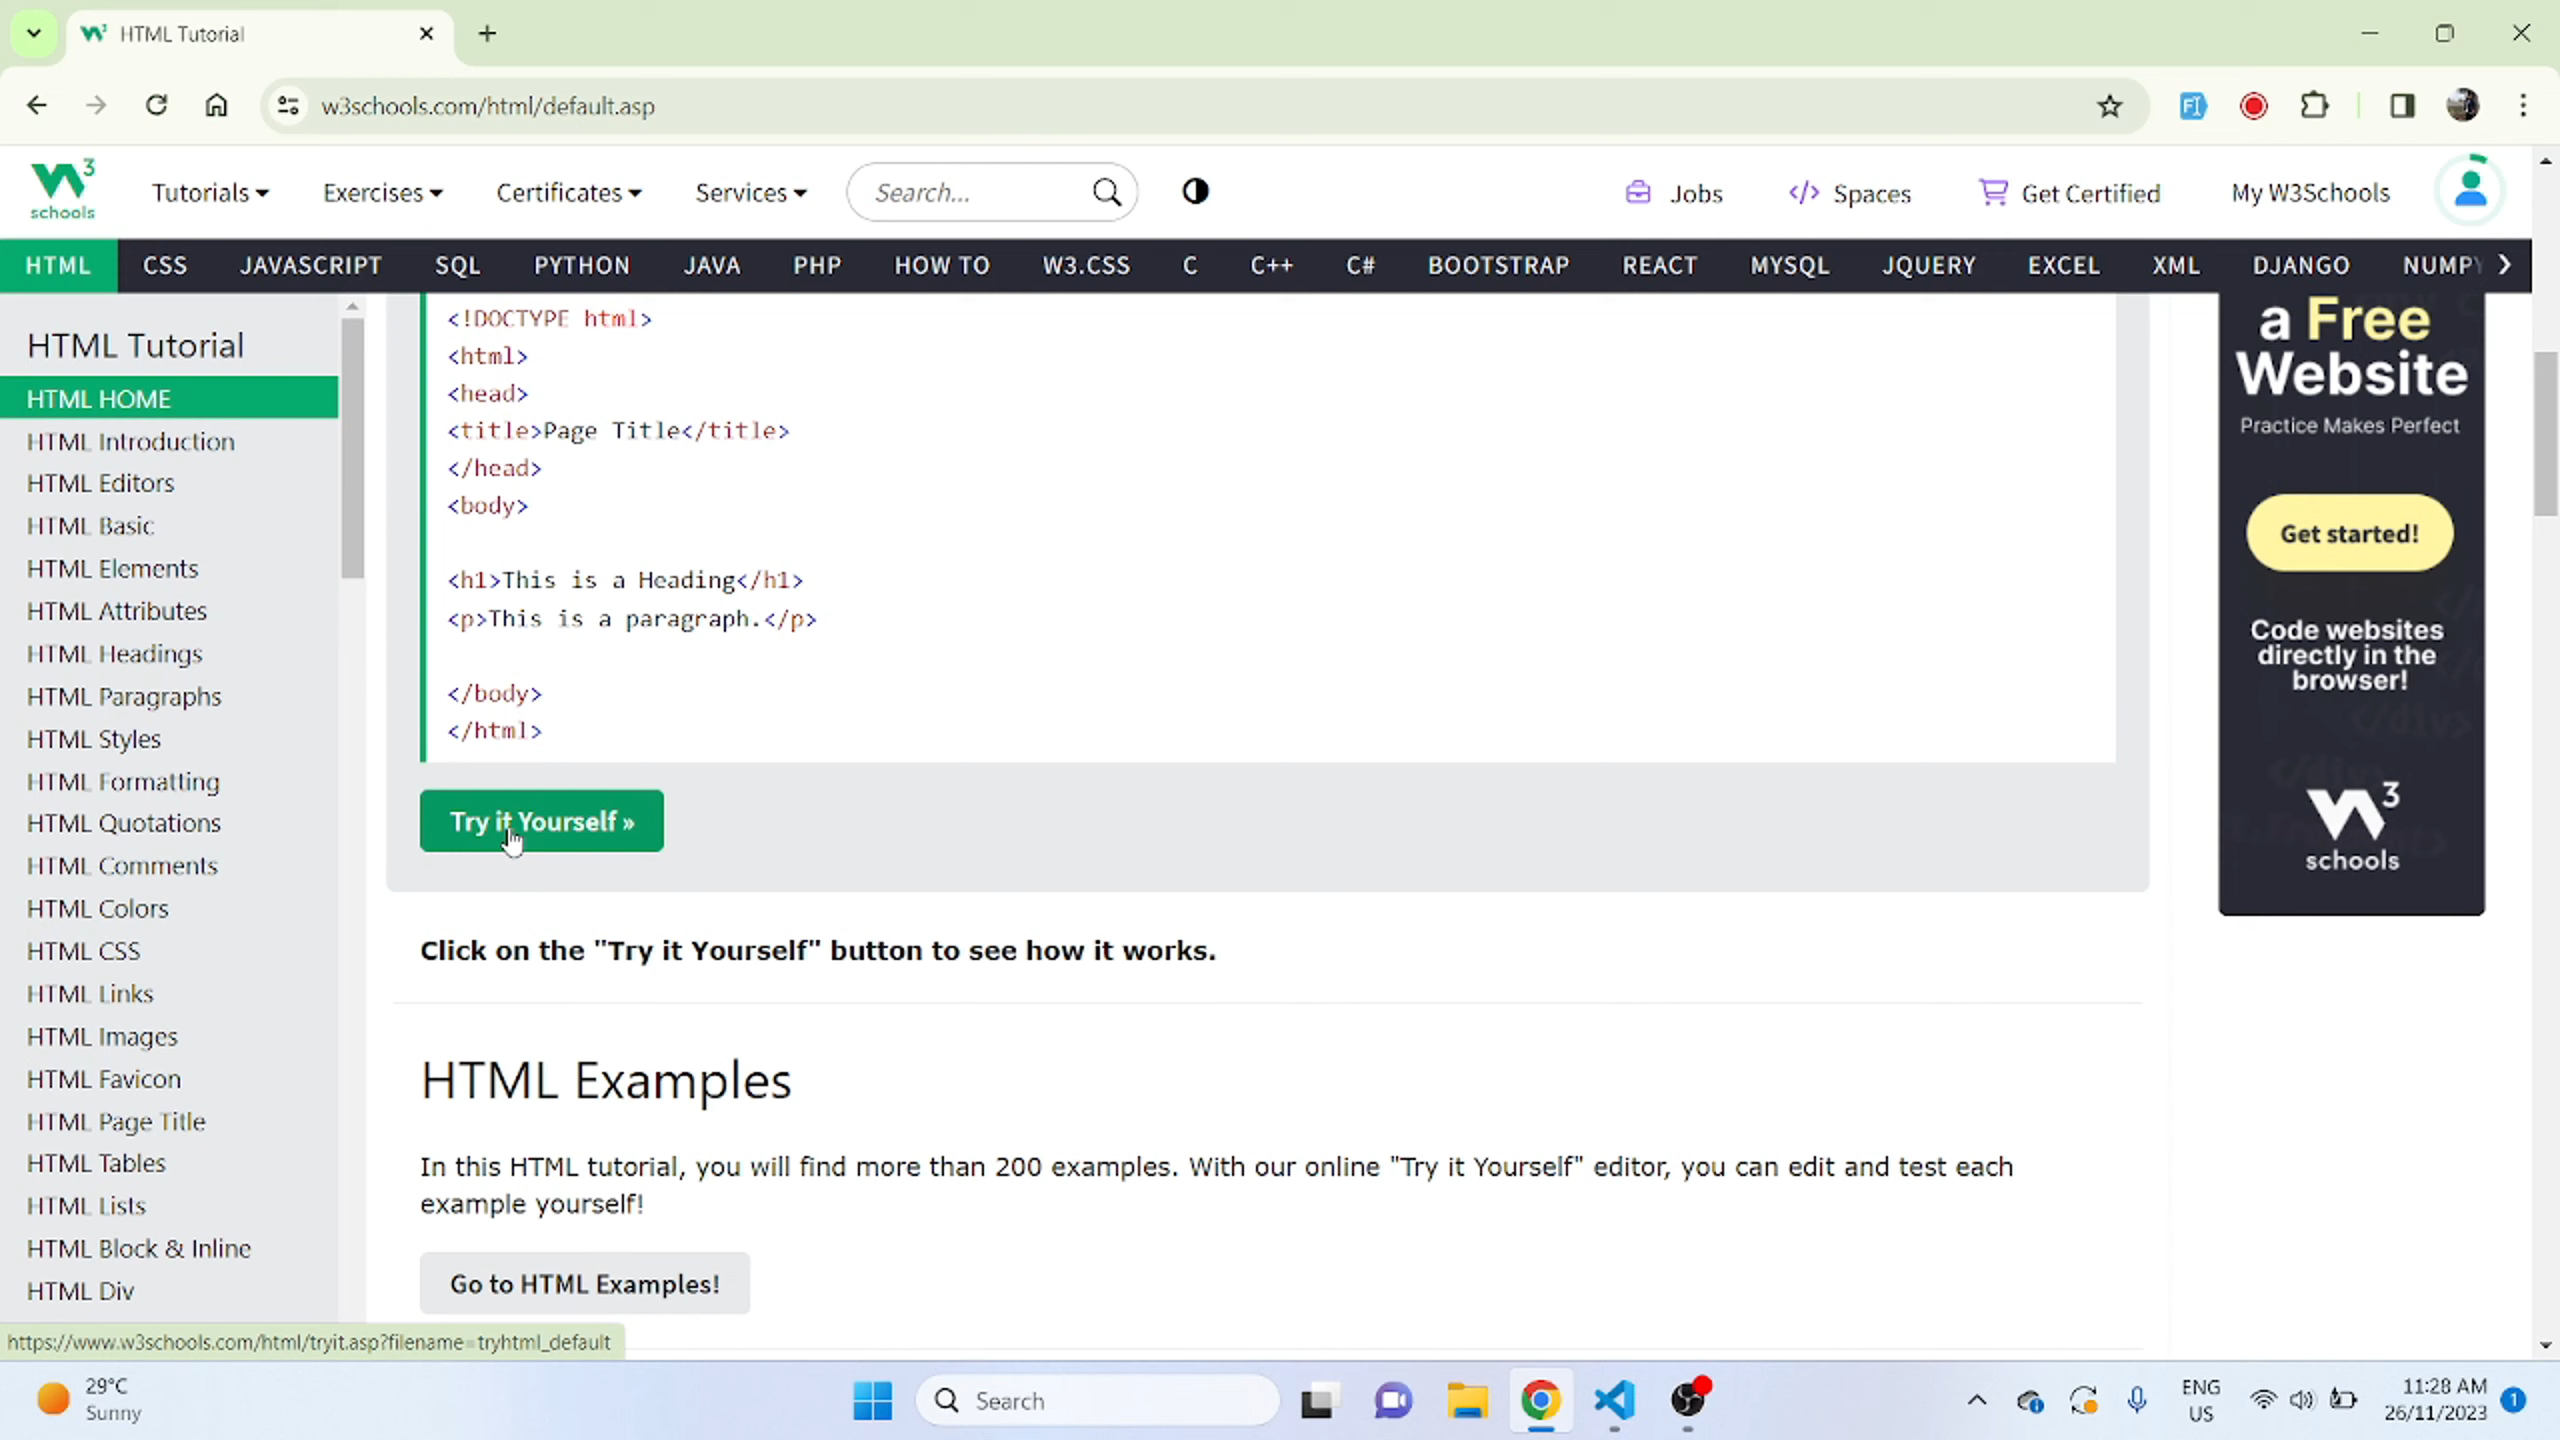 HTML Tutorial
w3schools.com/html/default.asp
W3 schools
Tutorials Exercises Certificates Services Search... Jobs </> Spaces Get Certified My W3Schools
HTML CSS JAVASCRIPT SQL PYTHON JAVA PHP HOW TO W3.CSS C C++ C# BOOTSTRAP REACT MYSQL JQUERY EXCEL XML DJANGO NUMPY
HTML Tutorial
HTML HOME
HTML Introduction
HTML Editors
HTML Basic
HTML Elements
HTML Attributes
HTML Headings
HTML Paragraphs
HTML Styles
HTML Formatting
HTML Quotations
HTML Comments
HTML Colors
HTML CSS
HTML Links
HTML Images
HTML Favicon
HTML Page Title
HTML Tables
HTML Lists
HTML Block & Inline
HTML Div
<!DOCTYPE html>
<html>
<head>
<title>Page Title</title>
</head>
<body>
<h1>This is a Heading</h1>
<p>This is a paragraph.</p>
</body>
</html>
Try it Yourself »
Click on the "Try it Yourself" button to see how it works.
HTML Examples
In this HTML tutorial, you will find more than 200 examples. With our online "Try it Yourself" editor, you can edit and test each
example yourself!
Go to HTML Examples!
a Free
Website
Practice Makes Perfect
Get started!
Code websites
directly in the
browser!
W3
schools
https://www.w3schools.com/html/tryit.asp?filename=tryhtml_default
29°C
Sunny
Search
ENG
US
11:28 AM
26/11/2023
1